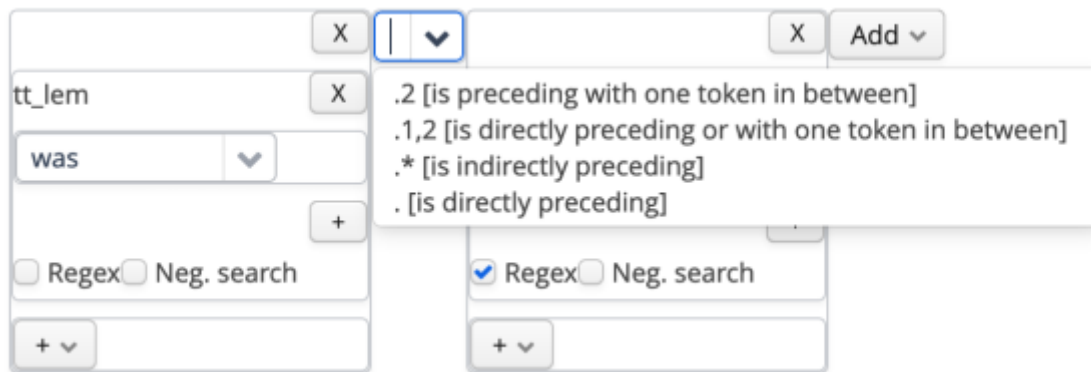 X X Add
tt_lem X
.2 [is preceding with one token in between]
.1,2 [is directly preceding or with one token in between]
was
.* [is indirectly preceding]
. [is directly preceding]
+
Regex Neg. search Regex Neg. search
+ +